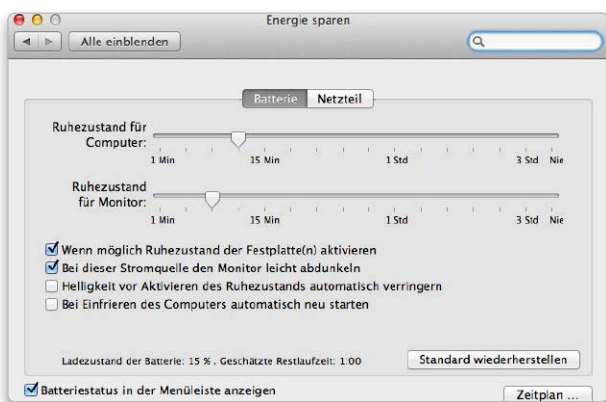 Energie sparen
Alle einblenden
Batterie Netzteil
Ruhezustand für
Computer:
1 Min 15 Min 1 Std 3 Std Nie
Ruhezustand
für Monitor:
1 Min 15 Min 1 Std 3 Std Nie
Wenn möglich Ruhezustand der Festplatte(n) aktivieren
Bei dieser Stromquelle den Monitor leicht abdunkeln
Helligkeit vor Aktivieren des Ruhezustands automatisch verringern
Bei Einfrieren des Computers automatisch neu starten
Ladezustand der Batterie: 15 % . Geschätzte Restlaufzeit: 1:00 Standard wiederherstellen
Batteriestatus in der Menüleiste anzeigen Zeitplan ...